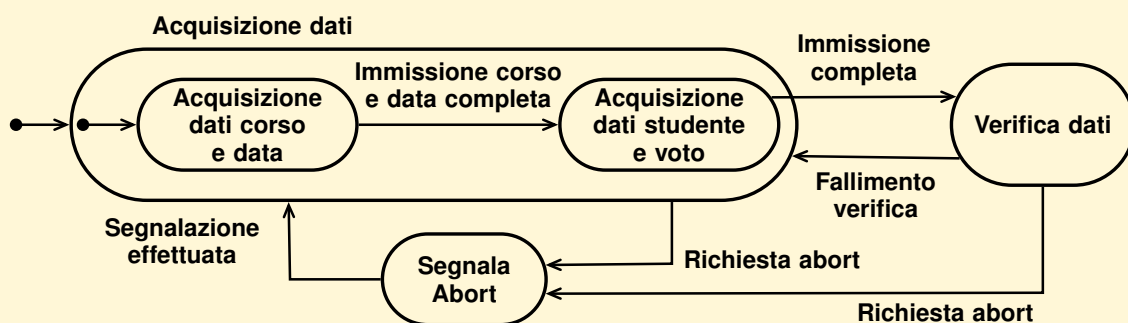 Acquisizione dati
Immissione
completa
Immissione corso
e data completa
Acquisizione
dati corso
e data
Acquisizione
dati studente
e voto
Verifica dati
Fallimento
verifica
Segnalazione
effettuata
Segnala
Abort
Richiesta abort
Richiesta abort